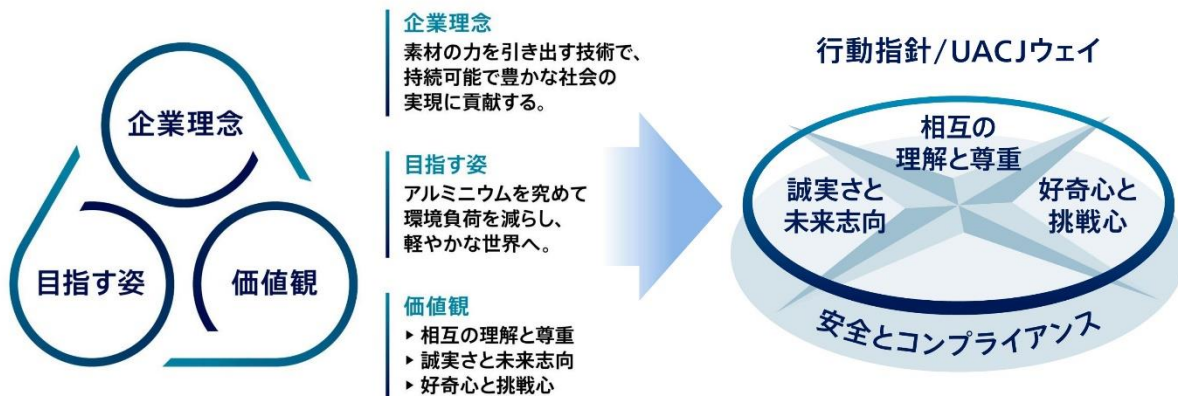 企業理念
目指す姿
価値観
企業理念
素材の力を引き出す技術で、
持続可能で豊かな社会の
実現に貢献する。
目指す姿
アルミニウムを究めて
環境負荷を減らし、
軽やかな世界へ。
価値観
▶ 相互の理解と尊重
▶ 誠実さと未来志向
▶ 好奇心と挑戦心
行動指針/UACJウェイ
相互の
理解と尊重
誠実さと
未来志向
好奇心と
挑戦心
安全とコンプライアンス